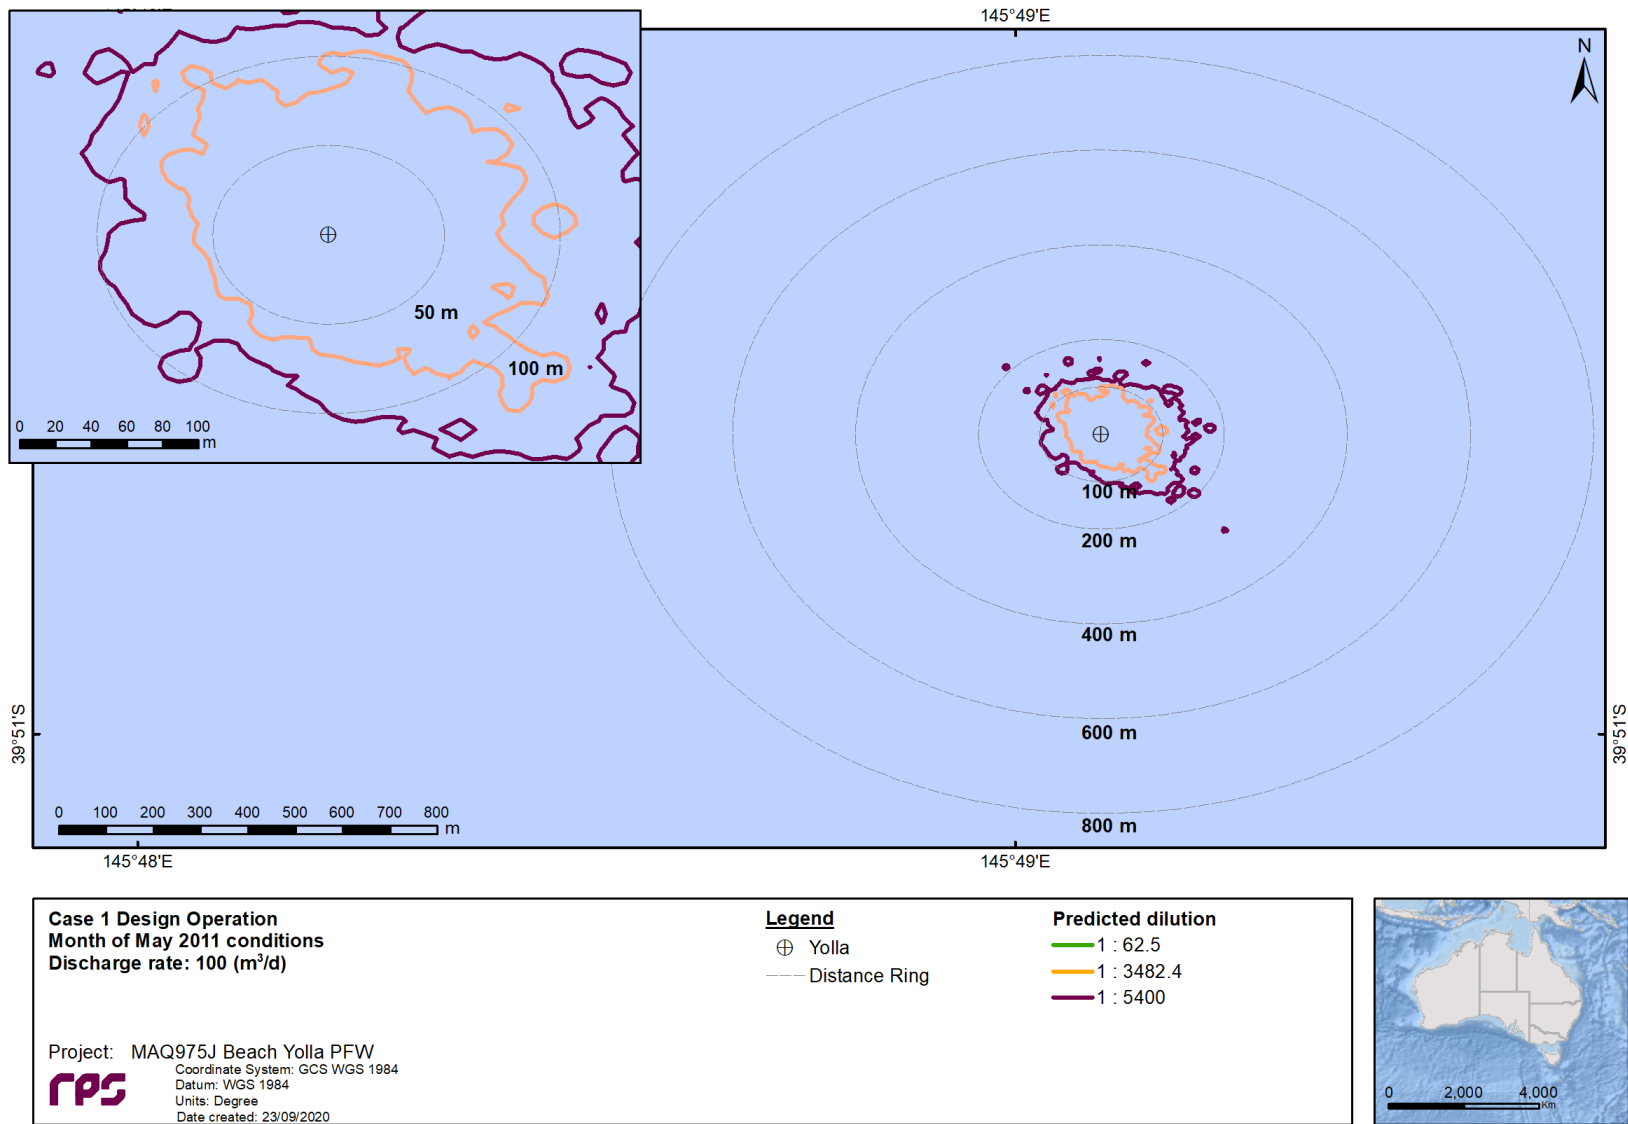 145°49'E
N
50 m
100 m
0 20 40 60 80 100 m
100 m
200 m
400 m
600 m
800 m
39°51'S
39°51'S
0 100 200 300 400 500 600 700 800 m
145°48'E
145°49'E
Case 1 Design Operation
Month of May 2011 conditions
Discharge rate: 100 (m³/d)
Legend
Yolla
Distance Ring
Predicted dilution
1 : 62.5
1 : 3482.4
1 : 5400
Project: MAQ975J Beach Yolla PFW
rps
Coordinate System: GCS WGS 1984
Datum: WGS 1984
Units: Degree
Date created: 23/09/2020
0 2,000 4,000
Km